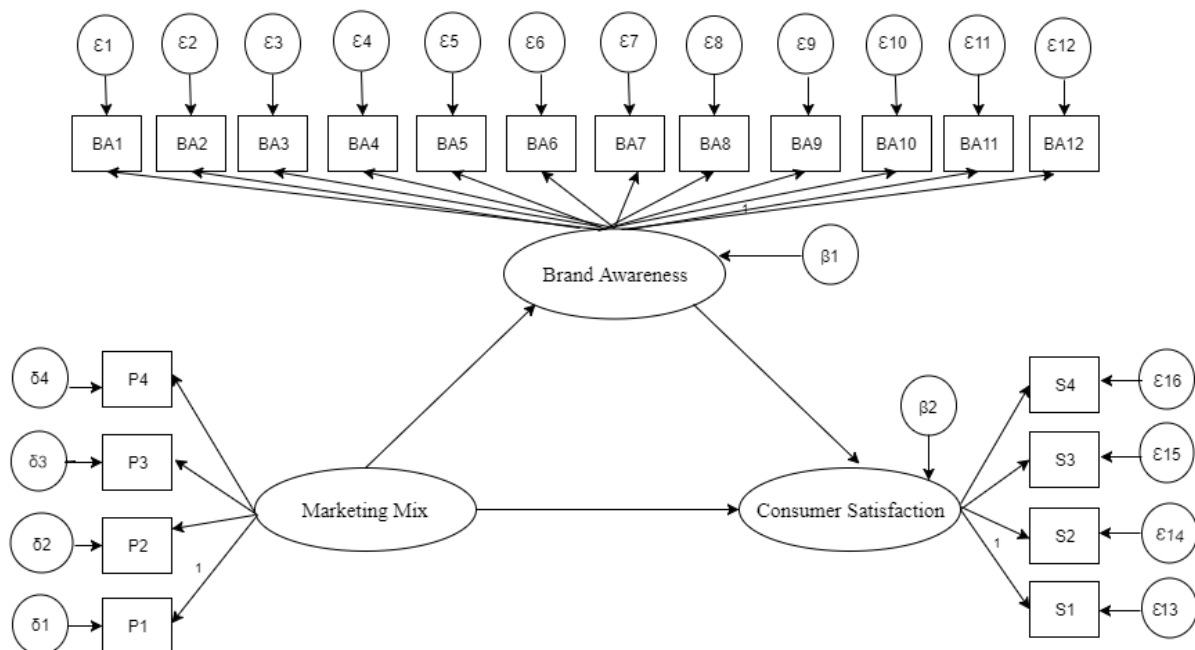 ε1 ε2 ε3 ε4 ε5 ε6 ε7 ε8 ε9 ε10 ε11 ε12
BA1 BA2 BA3 BA4 BA5 BA6 BA7 BA8 BA9 BA10 BA11 BA12
1
Brand Awareness
β1
δ4 P4
S4 ε16
β2
δ3 P3
S3 ε15
Marketing Mix
Consumer Satisfaction
δ2 P2
S2 ε14
1
1
δ1 P1
S1 ε13